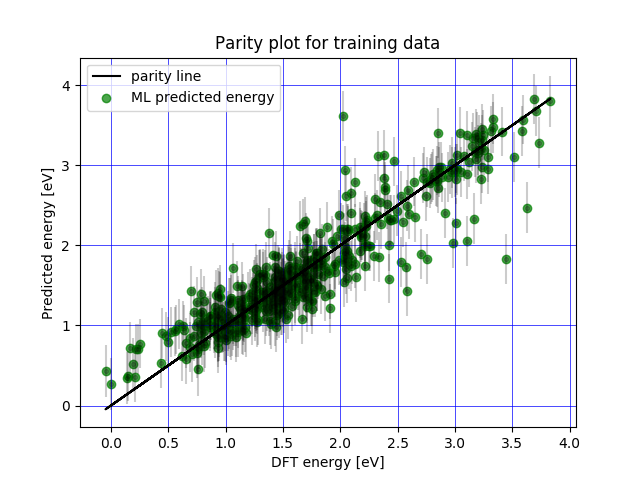 Parity plot for training data
parity line
ML predicted energy
Predicted energy [eV]
4
3
2
1
0
0.0 0.5 1.0 1.5 2.0 2.5 3.0 3.5 4.0
DFT energy [eV]